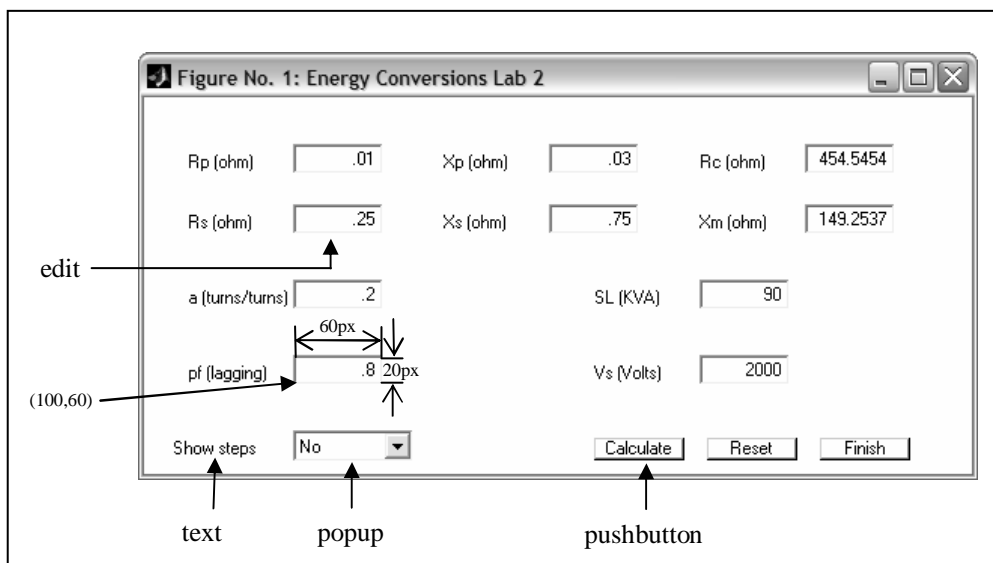 Figure No. 1: Energy Conversions Lab 2
Rp (ohm) .01 Xp (ohm) .03 Rc (ohm) 454.5454
Rs (ohm) .25 Xs (ohm) .75 Xm (ohm) 149.2537
edit
a (turns/turns) .2 SL (KVA) 90
60px
pf (lagging) .8 20px Vs (Volts) 2000
(100,60)
Show steps No Calculate Reset Finish
text popup pushbutton